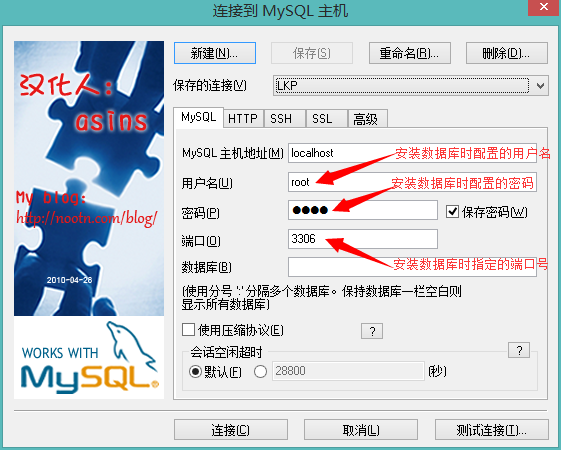 连接到 MySQL 主机
汉化人:
asins
My blog:
http://nootn.com/blog/
2010-04-26
WORKS WITH
MySQL®
新建(N)...
保存(S)
重命名(R)...
删除(D)...
保存的连接(V)
LKP
MySQL HTTP SSH SSL 高级
MySQL 主机地址(M) localhost
安装数据库时配置的用户名
用户名(U) root
安装数据库时配置的密码
密码(P) ●●●●
保存密码(W)
端口(O) 3306
安装数据库时指定的端口号
数据库(B)
(使用分号 ';' 分隔多个数据库。保持数据库一栏空白则
显示所有数据库)
使用压缩协议(E) ?
会话空闲超时 ?
默认(F) 28800 (秒)
连接(C)
取消(L)
测试连接(T)...